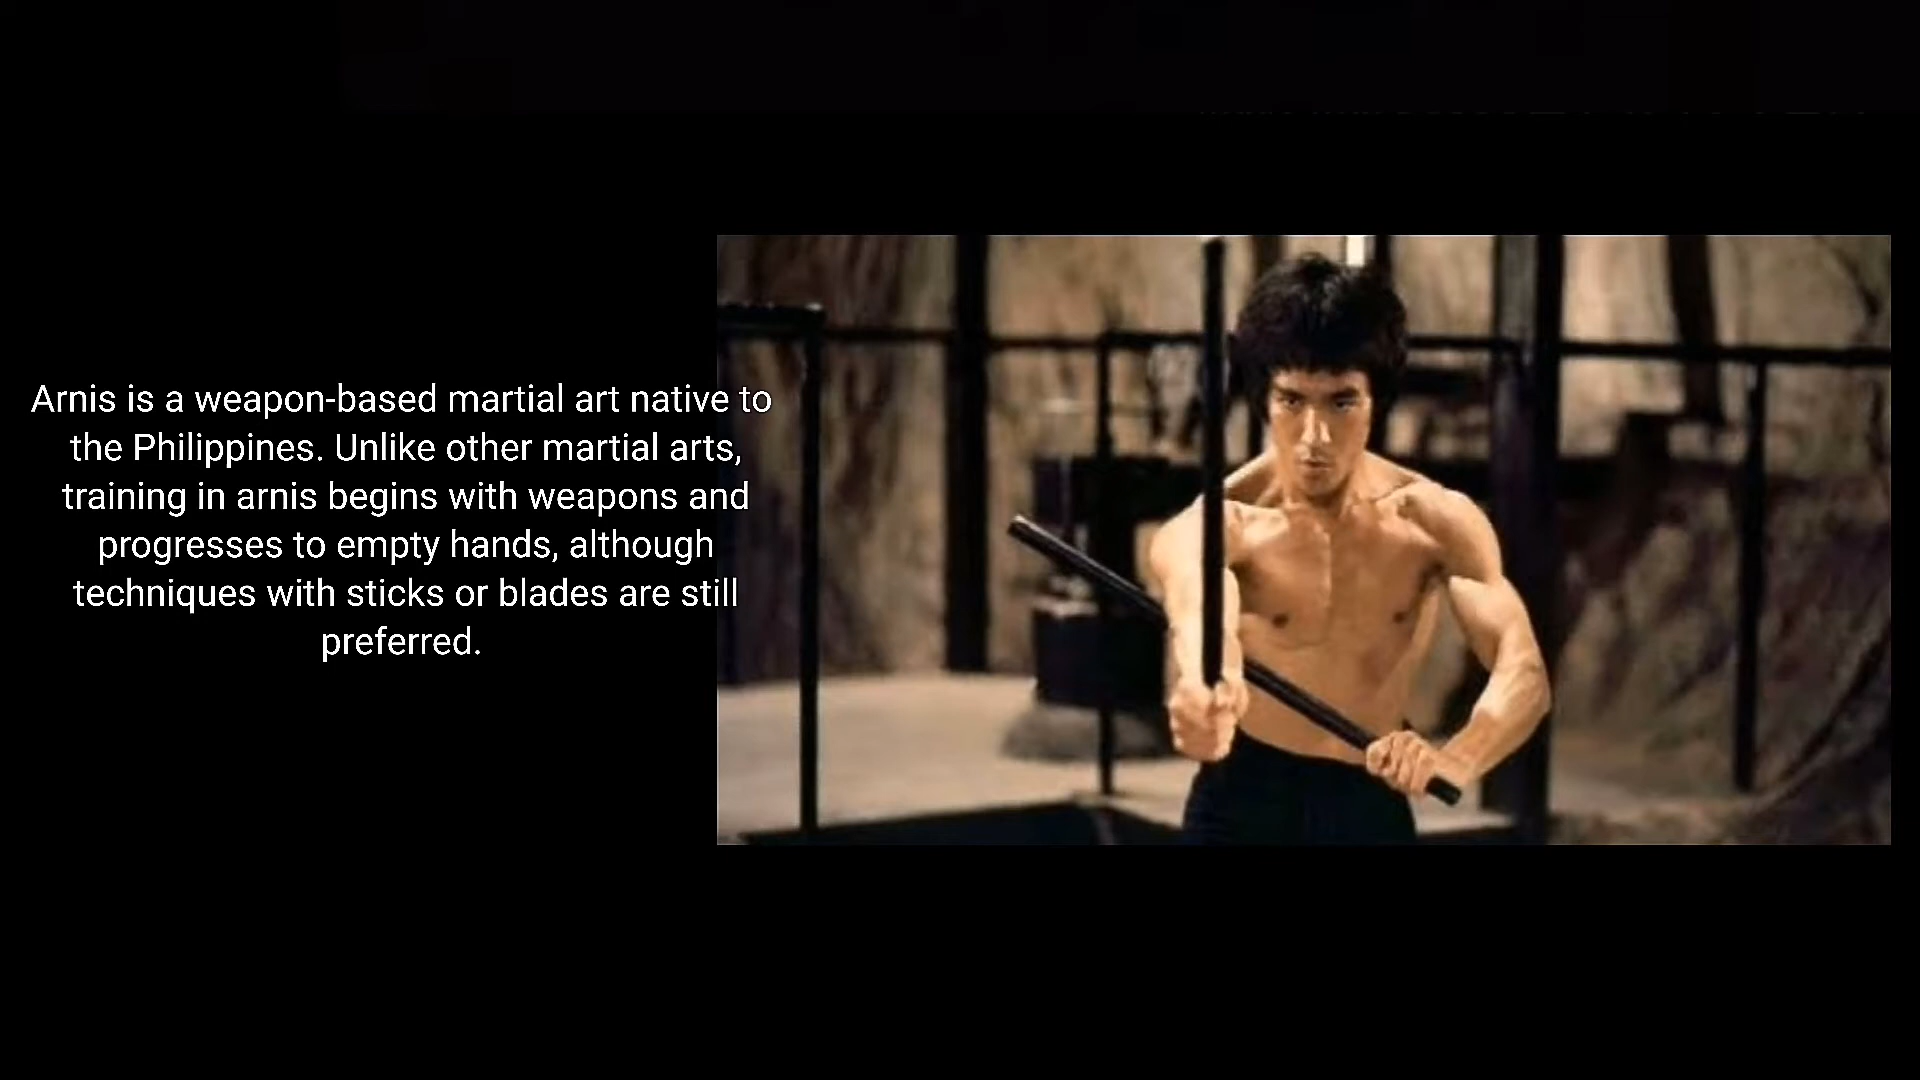 Arnis is a weapon-based martial art native to
the Philippines. Unlike other martial arts,
training in arnis begins with weapons and
progresses to empty hands, although
techniques with sticks or blades are still
preferred.